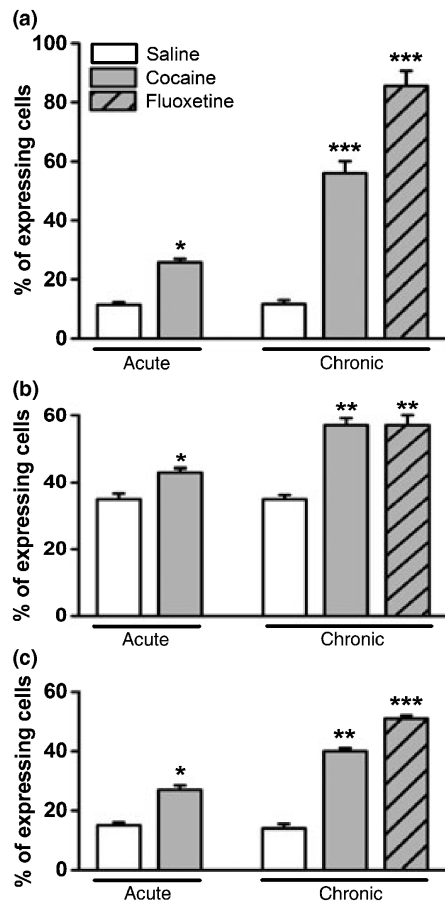 (a)
% of expressing cells
100
80
60
40
20
0
Saline
Cocaine
Fluoxetine
*
***
***
Acute
Chronic
(b)
% of expressing cells
60
40
20
0
*
**
**
Acute
Chronic
(c)
% of expressing cells
60
40
20
0
*
**
***
Acute
Chronic